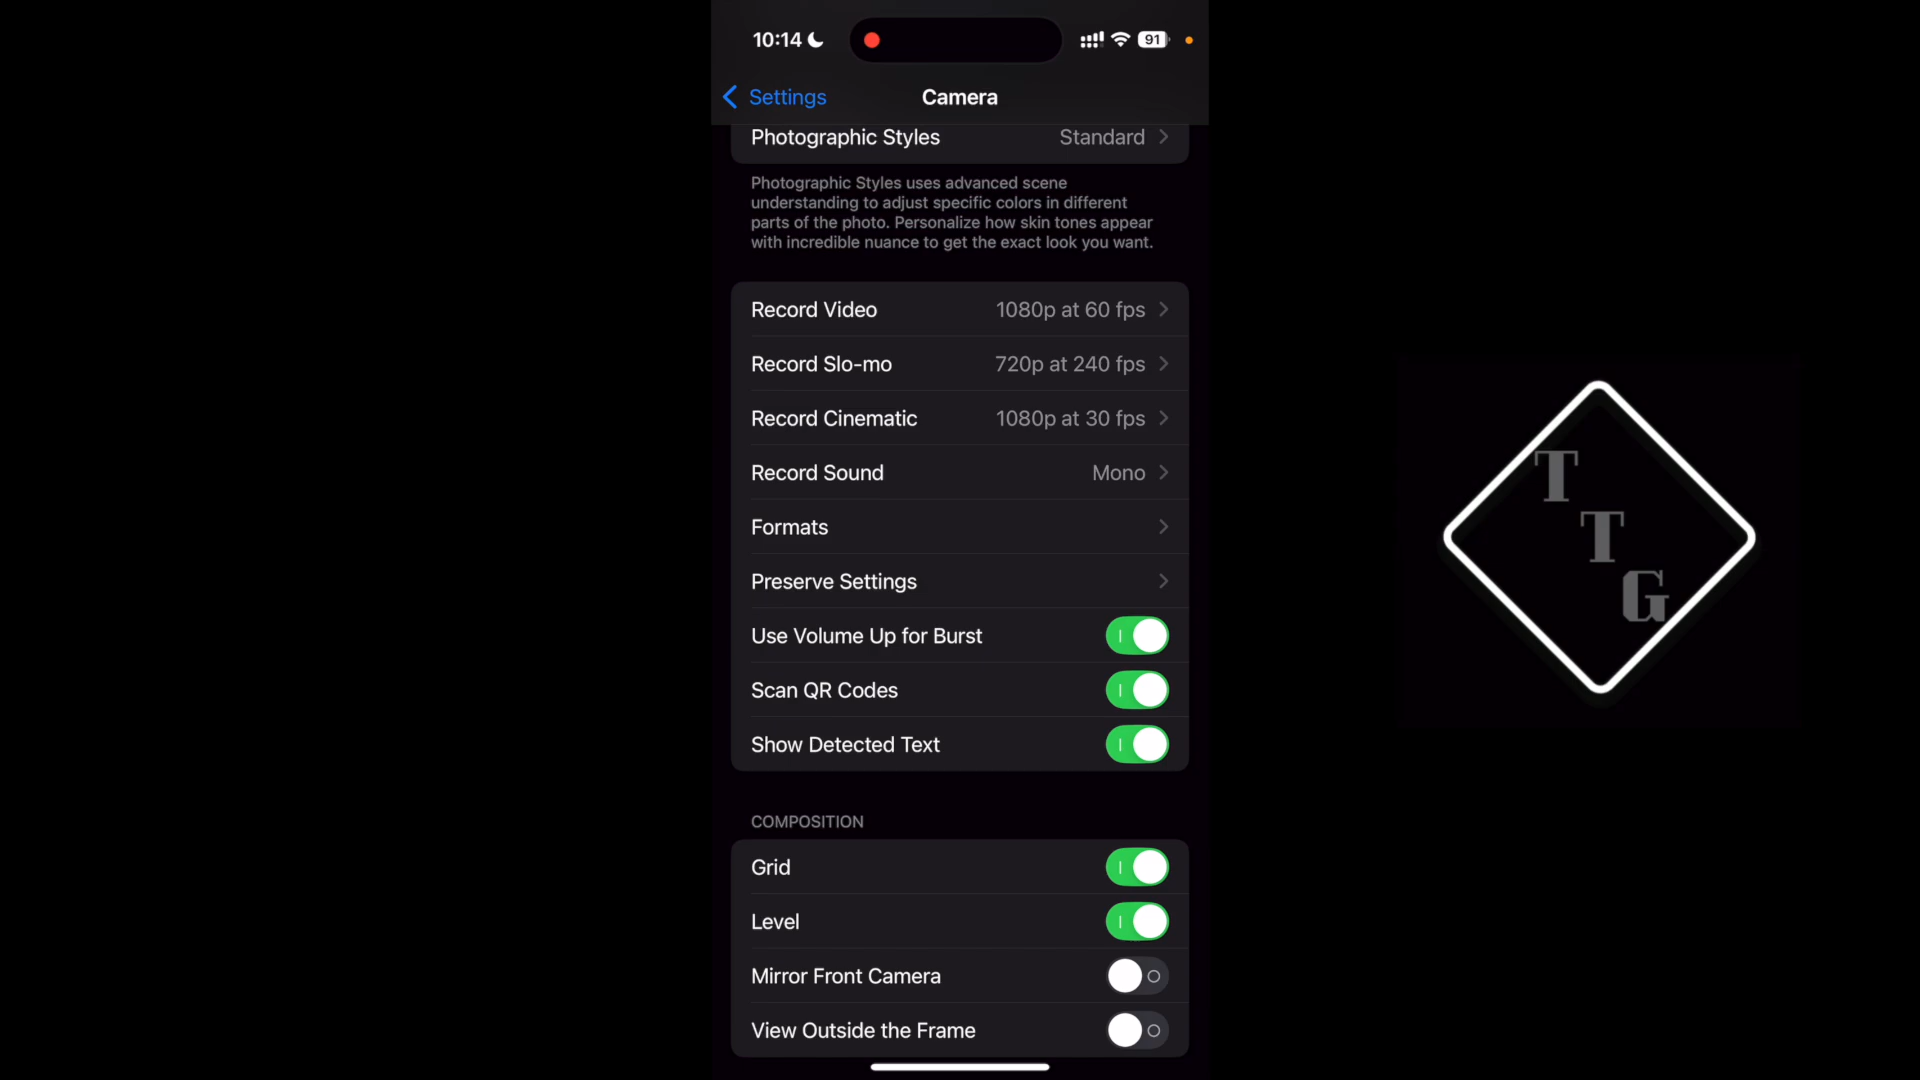 10:14
91
Settings
Camera
Photographic Styles Standard
Photographic Styles uses advanced scene
understanding to adjust specific colors in different
parts of the photo. Personalize how skin tones appear
with incredible nuance to get the exact look you want.
Record Video 1080p at 60 fps
Record Slo-mo 720p at 240 fps
Record Cinematic 1080p at 30 fps
Record Sound Mono
Formats
Preserve Settings
Use Volume Up for Burst
Scan QR Codes
Show Detected Text
COMPOSITION
Grid
Level
Mirror Front Camera
View Outside the Frame
T
T
G